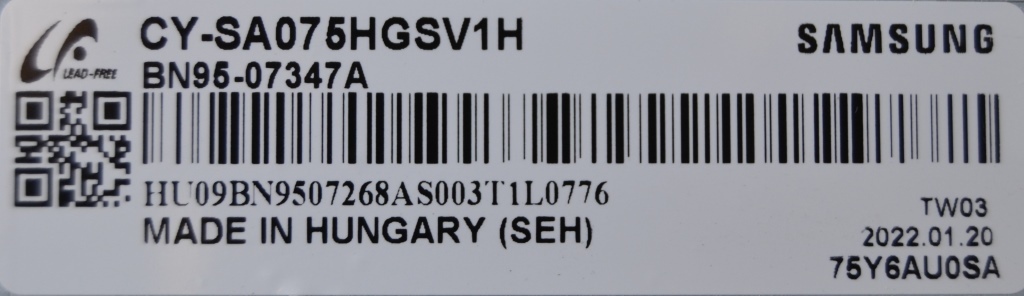 CY-SA075HGSV1H
SAMSUNG
LEAD-FREE
BN95-07347A
HU09BN9507268AS003T1L0776
MADE IN HUNGARY (SEH)
TW03
2022.01.20
75Y6AU0SA